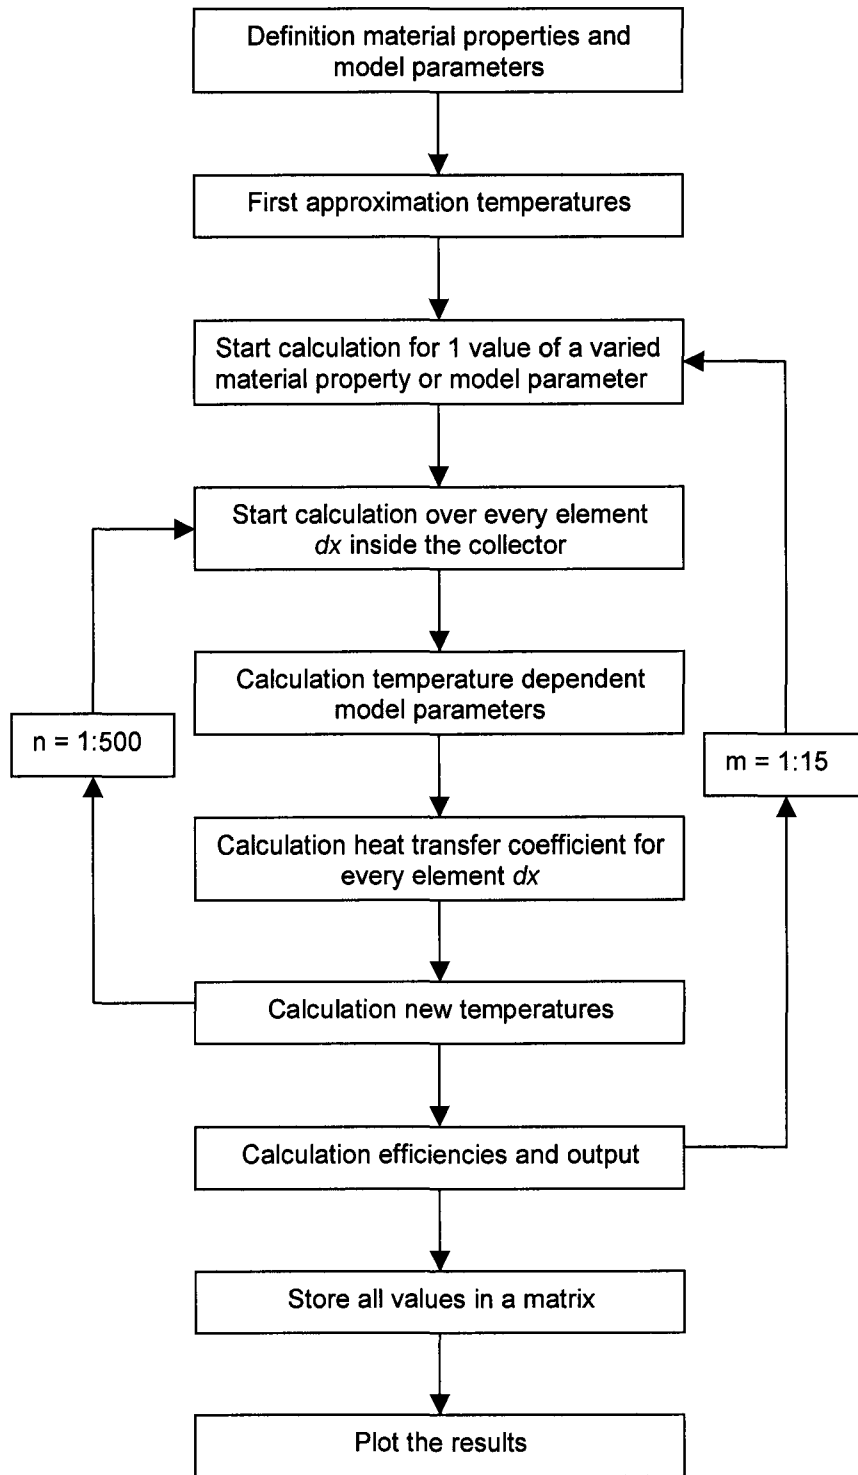 Definition material properties and
model parameters
First approximation temperatures
Start calculation for 1 value of a varied
material property or model parameter
Start calculation over every element
dx inside the collector
Calculation temperature dependent
model parameters
n = 1:500
m = 1:15
Calculation heat transfer coefficient for
every element dx
Calculation new temperatures
Calculation efficiencies and output
Store all values in a matrix
Plot the results